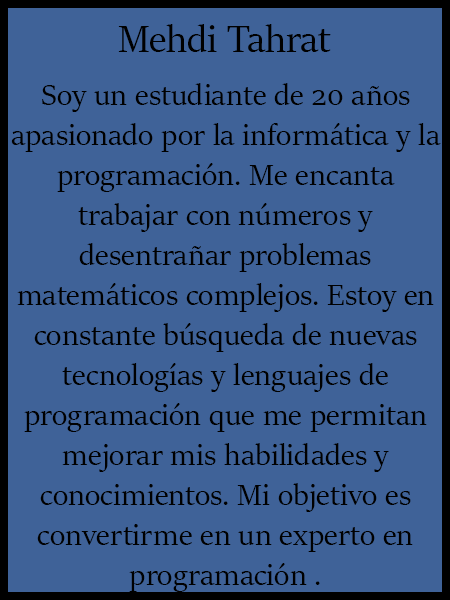 Mehdi Tahrat
Soy un estudiante de 20 años
apasionado por la informática y la
programación. Me encanta
trabajar con números y
desentrañar problemas
matemáticos complejos. Estoy en
constante búsqueda de nuevas
tecnologías y lenguajes de
programación que me permitan
mejorar mis habilidades y
conocimientos. Mi objetivo es
convertirme en un experto en
programación .